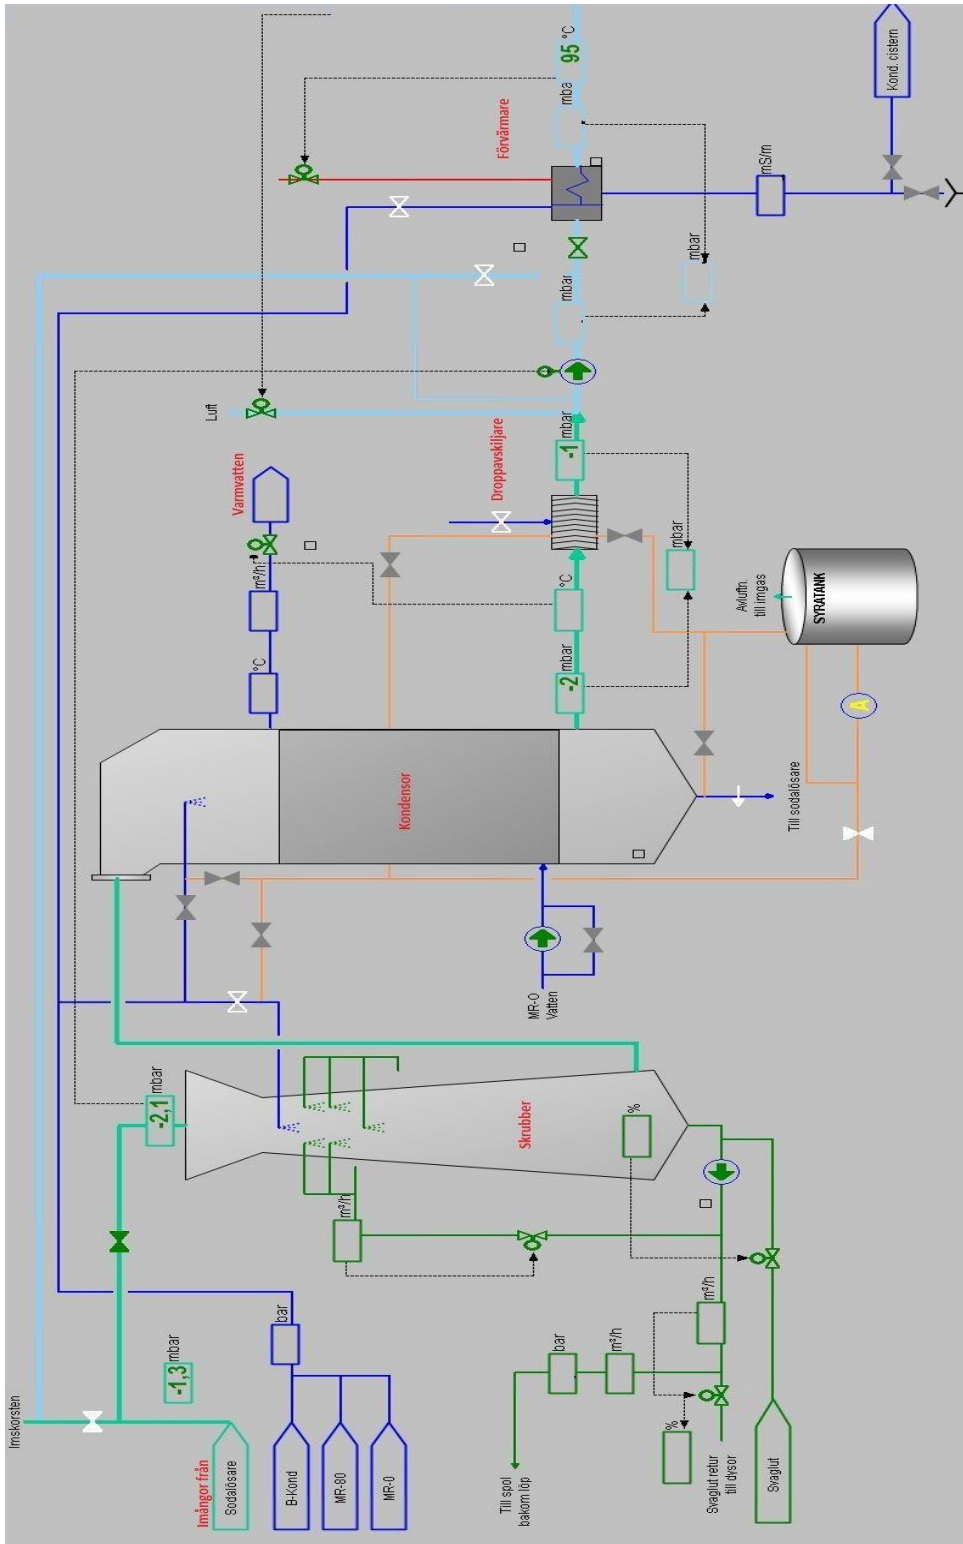 Imskorsten
-2,1 mbar
-1,3 mbar
Imångor från
Sodalösare
Luft
Varmvatten
°C
m³/h
bar
B-Kond
MR-80
MR-0
m³/h
Kondensor
Droppavskiljare
Förvärmare
-2 mbar
°C
-1 mbar
mbar
mba
95 °C
Skrubber
MR-O
Vatten
Till spol
bakom löp
bar
m³/h
%
mbar
mbar
%
m³/h
Svaglut retur
till dysor
Svaglut
Till sodalösare
Avluftn.
till imgas
SYRATANK
A
mS/m
Kond. cistern